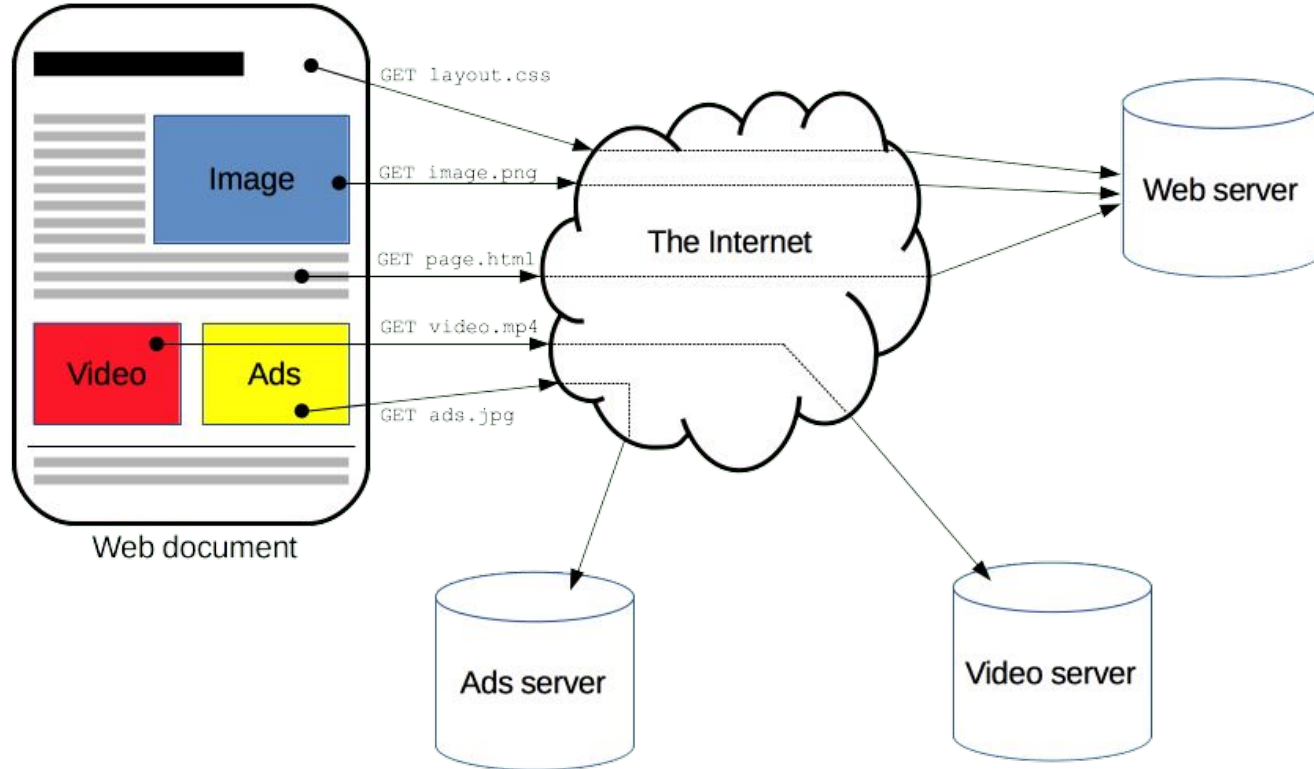 GET layout.css
Image
GET image.png
Web server
The Internet
GET page.html
GET video.mp4
Video
Ads
GET ads.jpg
Web document
Ads server
Video server